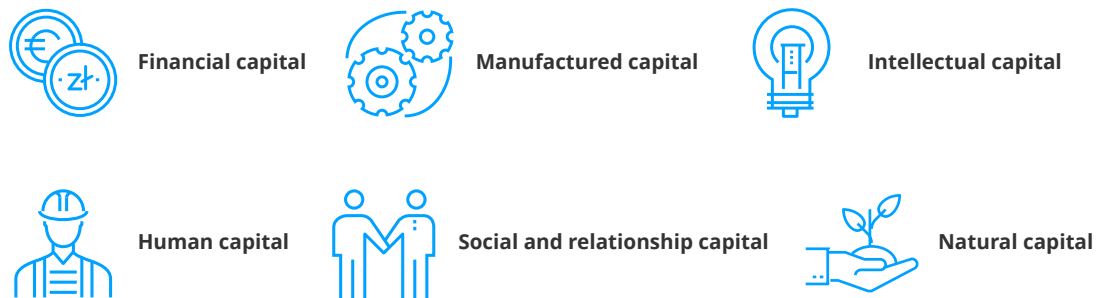 Financial capital
Manufactured capital
Intellectual capital
zł
Human capital
Social and relationship capital
Natural capital